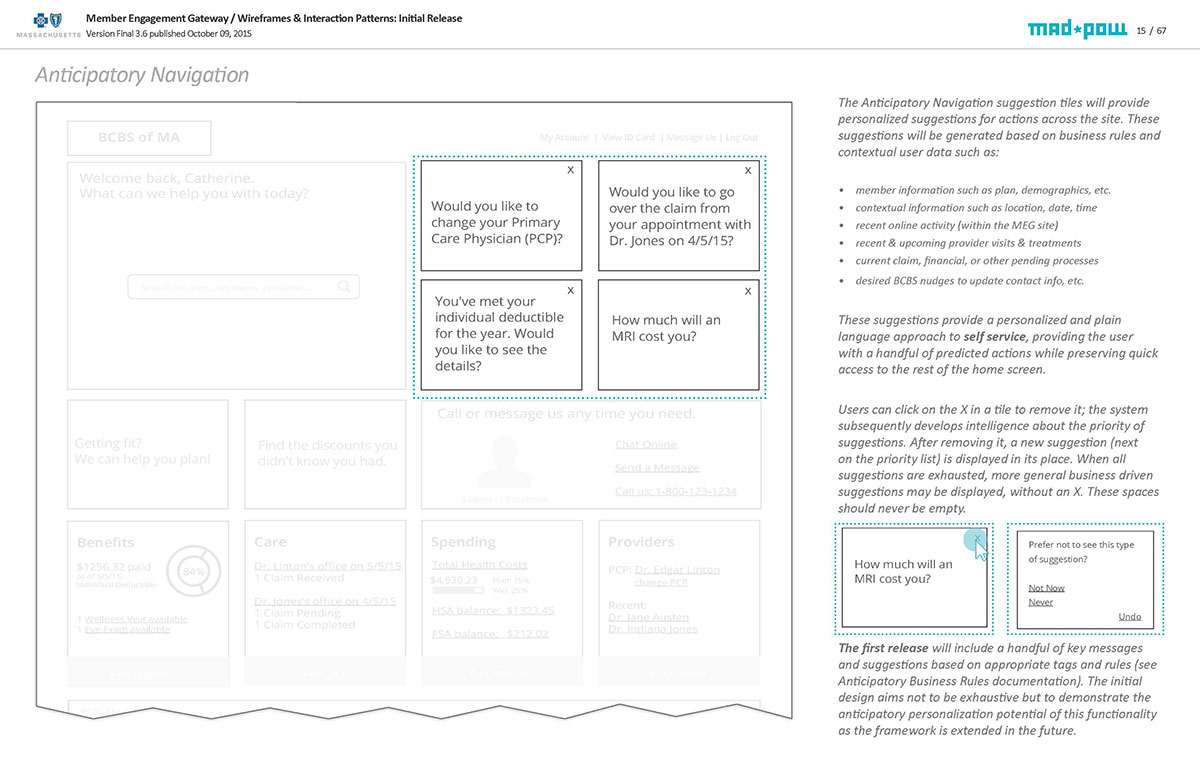 MASSACHUSETTS
Member Engagement Gateway / Wireframes & Interaction Patterns: Initial Release
Version Final 3.6 published October 09, 2015
mad*pow
15 / 67
Anticipatory Navigation
BCBS of MA
My Account | View ID Card | Message Us | Log Out
Welcome back, Catherine.
What can we help you with today?
Search for care, conditions, providers...
X
Would you like to
change your Primary
Care Physician (PCP)?
X
Would you like to go
over the claim from
your appointment with
Dr. Jones on 4/5/15?
X
You've met your
individual deductible
for the year. Would
you like to see the
details?
X
How much will an
MRI cost you?
Getting fit?
We can help you plan!
Find the discounts you
didn't know you had.
Call or message us any time you need.
Twitter | Facebook
Chat Online
Send a Message
Call us: 1-800-123-1234
Benefits
$1256.32 paid
as of 5/5/15
Individual Deductible
84%
1 Wellness Visit available
1 Eye Exam available
Care
Dr. Linton's office on 5/5/15
1 Claim Received
Dr. Jones's office on 4/5/15
1 Claim Pending
1 Claim Completed
Spending
Total Health Costs
$4,930.23
Plan 75%
You 25%
HSA balance: $1323.45
FSA balance: $212.02
Providers
PCP: Dr. Edgar Linton
change PCP
Recent:
Dr. Jane Austen
Dr. Indiana Jones
The Anticipatory Navigation suggestion tiles will provide
personalized suggestions for actions across the site. These
suggestions will be generated based on business rules and
contextual user data such as:
• member information such as plan, demographics, etc.
• contextual information such as location, date, time
• recent online activity (within the MEG site)
• recent & upcoming provider visits & treatments
• current claim, financial, or other pending processes
• desired BCBS nudges to update contact info, etc.
These suggestions provide a personalized and plain
language approach to self service, providing the user
with a handful of predicted actions while preserving quick
access to the rest of the home screen.
Users can click on the X in a tile to remove it; the system
subsequently develops intelligence about the priority of
suggestions. After removing it, a new suggestion (next
on the priority list) is displayed in its place. When all
suggestions are exhausted, more general business driven
suggestions may be displayed, without an X. These spaces
should never be empty.
X
How much will an
MRI cost you?
Prefer not to see this type
of suggestion?
Not Now
Never
Undo
The first release will include a handful of key messages
and suggestions based on appropriate tags and rules (see
Anticipatory Business Rules documentation). The initial
design aims not to be exhaustive but to demonstrate the
anticipatory personalization potential of this functionality
as the framework is extended in the future.